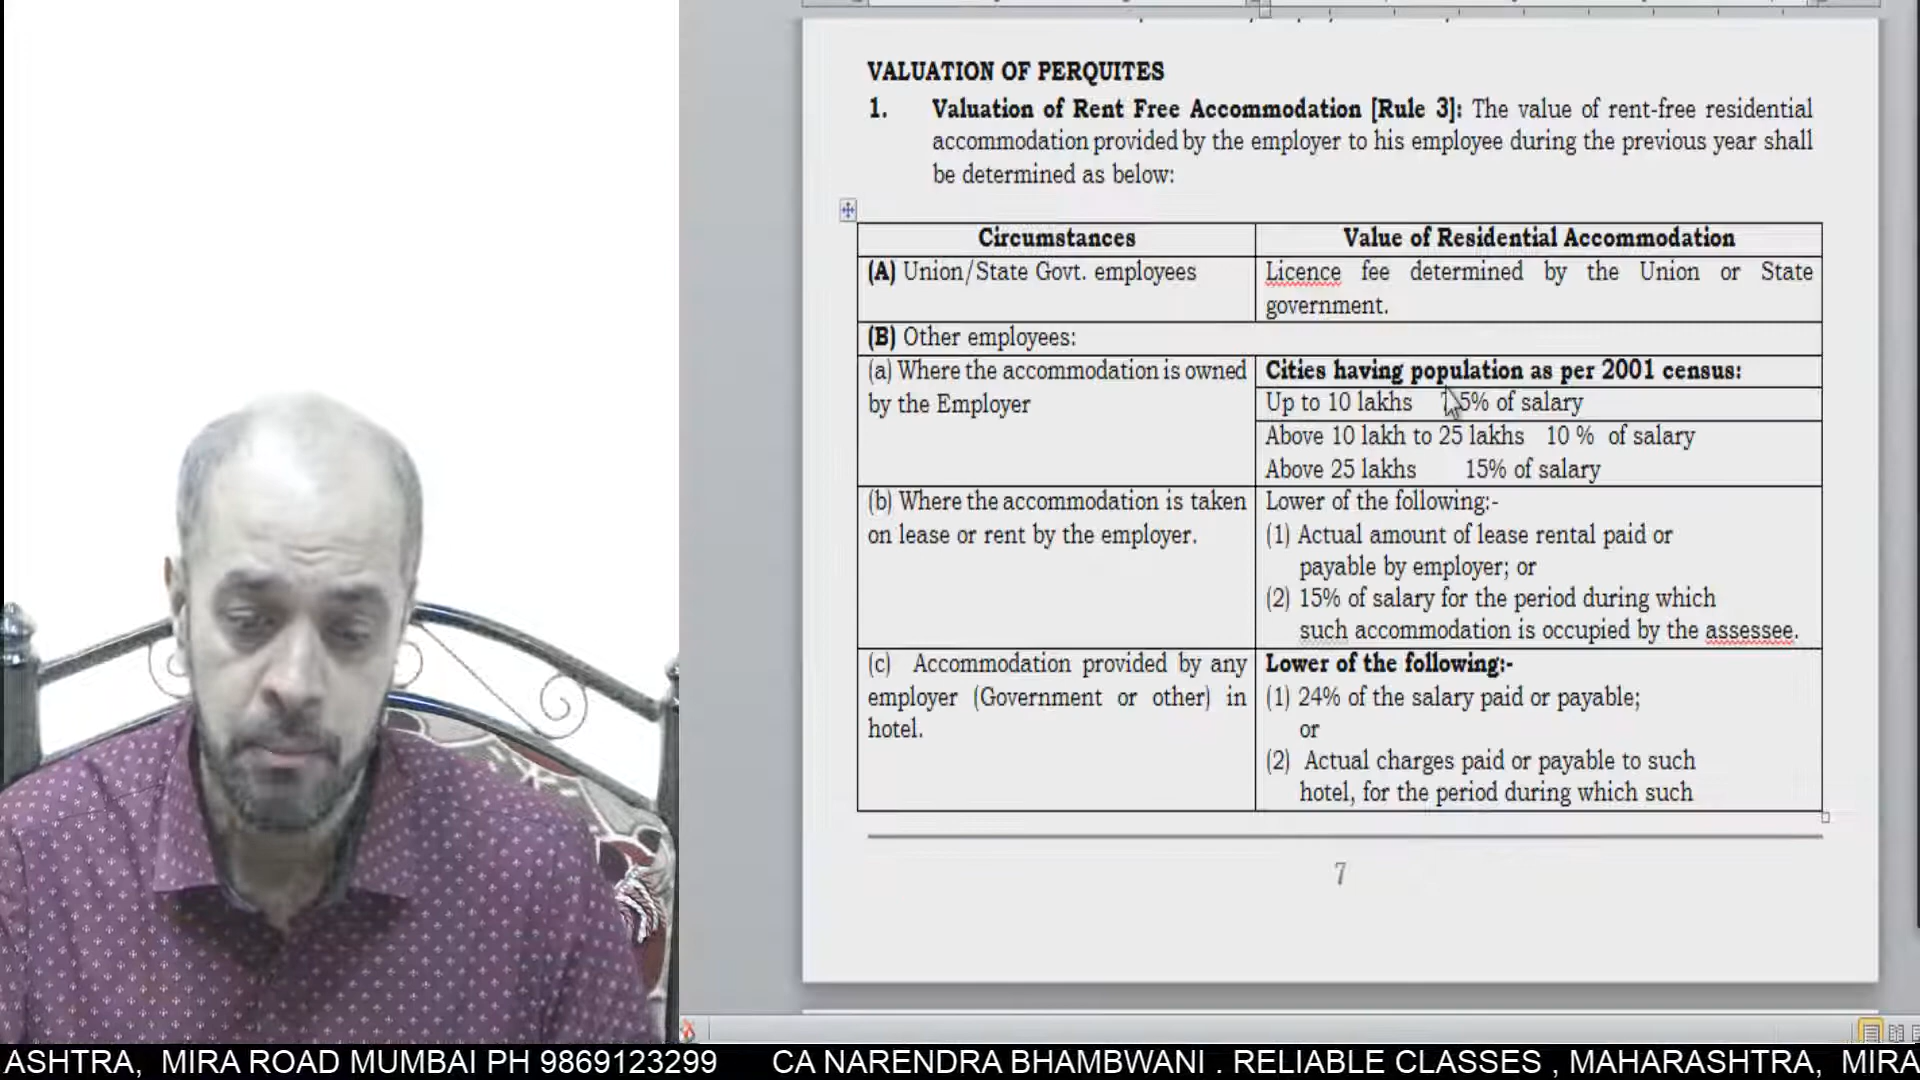 VALUATION OF PERQUITES
1. Valuation of Rent Free Accommodation [Rule 3]: The value of rent-free residential
accommodation provided by the employer to his employee during the previous year shall
be determined as below:
Circumstances
Value of Residential Accommodation
(A) Union/State Govt. employees
Licence fee determined by the Union or State
government.
(B) Other employees:
(a) Where the accommodation is owned
by the Employer
Cities having population as per 2001 census:
Up to 10 lakhs 5% of salary
Above 10 lakh to 25 lakhs 10 % of salary
Above 25 lakhs 15% of salary
(b) Where the accommodation is taken
on lease or rent by the employer.
Lower of the following:-
(1) Actual amount of lease rental paid or
payable by employer; or
(2) 15% of salary for the period during which
such accommodation is occupied by the assessee.
(c) Accommodation provided by any
employer (Government or other) in
hotel.
Lower of the following:-
(1) 24% of the salary paid or payable;
or
(2) Actual charges paid or payable to such
hotel, for the period during which such
7
ASHTRA, MIRA ROAD MUMBAI PH 9869123299 CA NARENDRA BHAMBWANI . RELIABLE CLASSES , MAHARASHTRA, MIRA